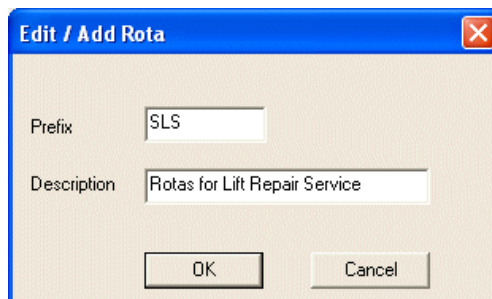 Edit / Add Rota
Prefix SLS
Description Rotas for Lift Repair Service
OK Cancel